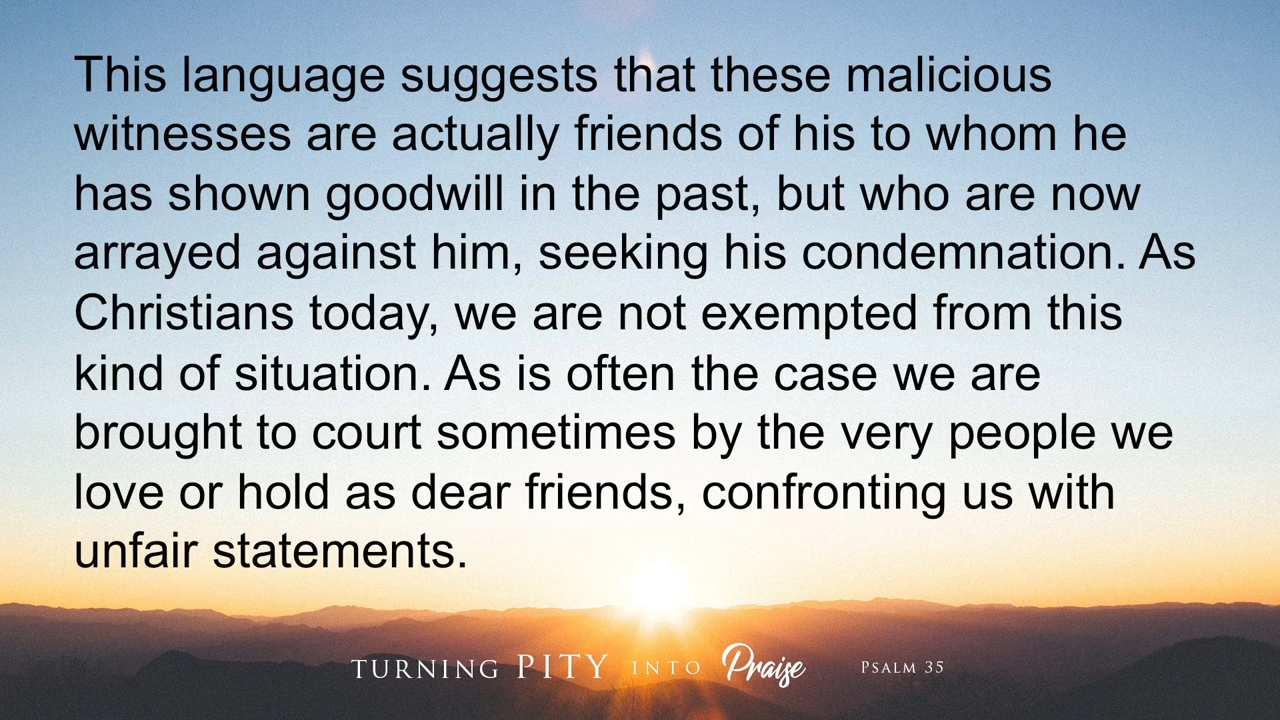 This language suggests that these malicious
witnesses are actually friends of his to whom he
has shown goodwill in the past, but who are now
arrayed against him, seeking his condemnation. As
Christians today, we are not exempted from this
kind of situation. As is often the case we are
brought to court sometimes by the very people we
love or hold as dear friends, confronting us with
unfair statements.
TURNING PITY INTO Praise PSALM 35